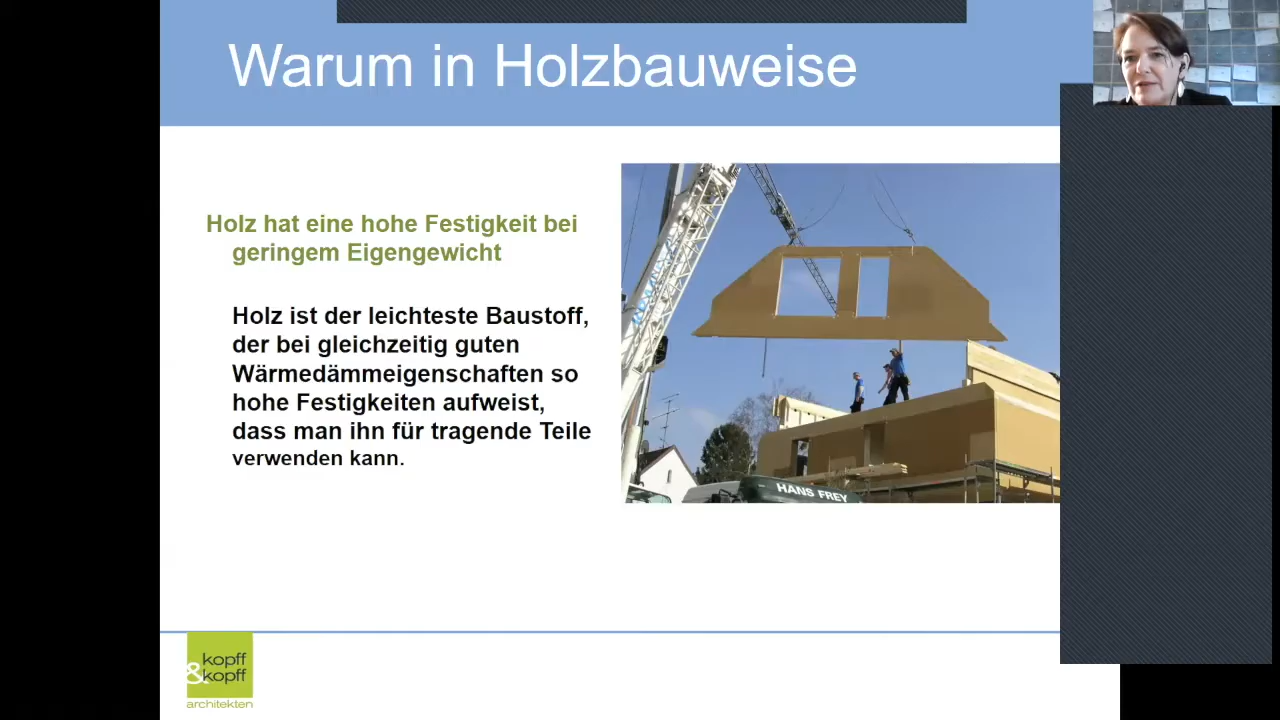 Warum in Holzbauweise
Holz hat eine hohe Festigkeit bei
geringem Eigengewicht
Holz ist der leichteste Baustoff,
der bei gleichzeitig guten
Wärmedämmeigenschaften so
hohe Festigkeiten aufweist,
dass man ihn für tragende Teile
verwenden kann.
HANS FREY
kopff
&kopff
architekten